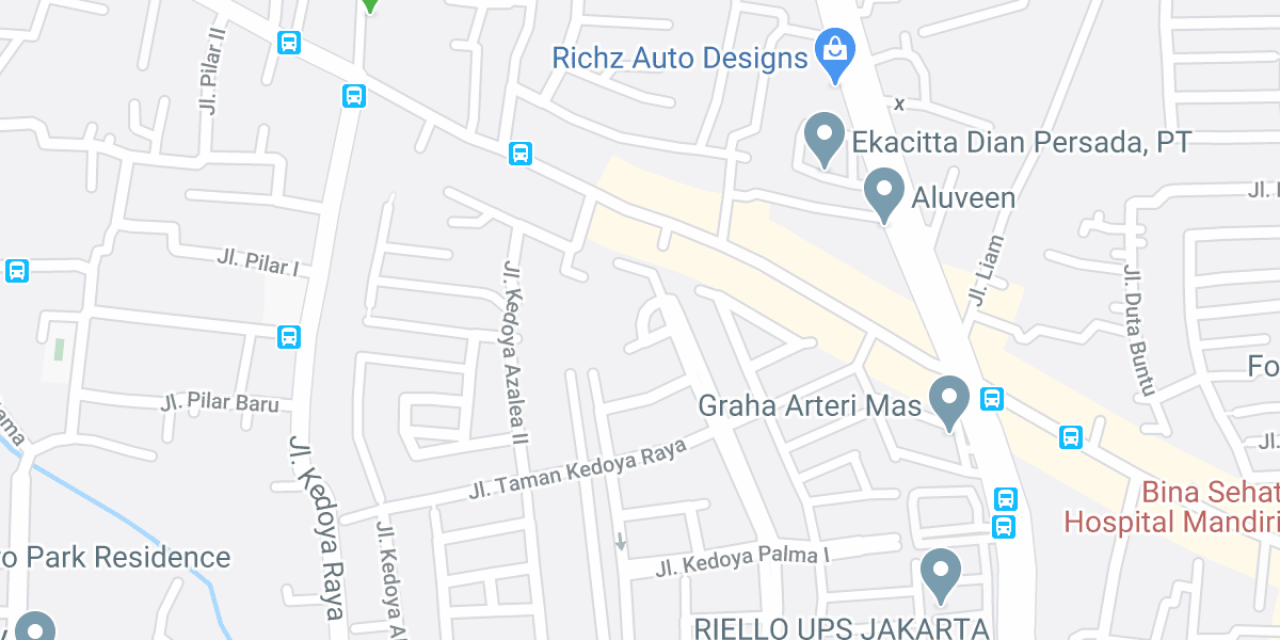 Jl. Pilar II
Richz Auto Designs
x
Ekacitta Dian Persada, PT
Aluveen
Jl. Pilar I
Jl. Liam
Jl. Duta Buntu
Jl. Kedoya Azalea II
Jl. Pilar Baru
Graha Arteri Mas
Fo
Jl.
Jl. Taman Kedoya Raya
Jl. Kedoya Raya
Bina Sehat
Hospital Mandiri
Jl. Kedoya A
Jl. Kedoya Palma I
o Park Residence
RIELLO UPS JAKARTA